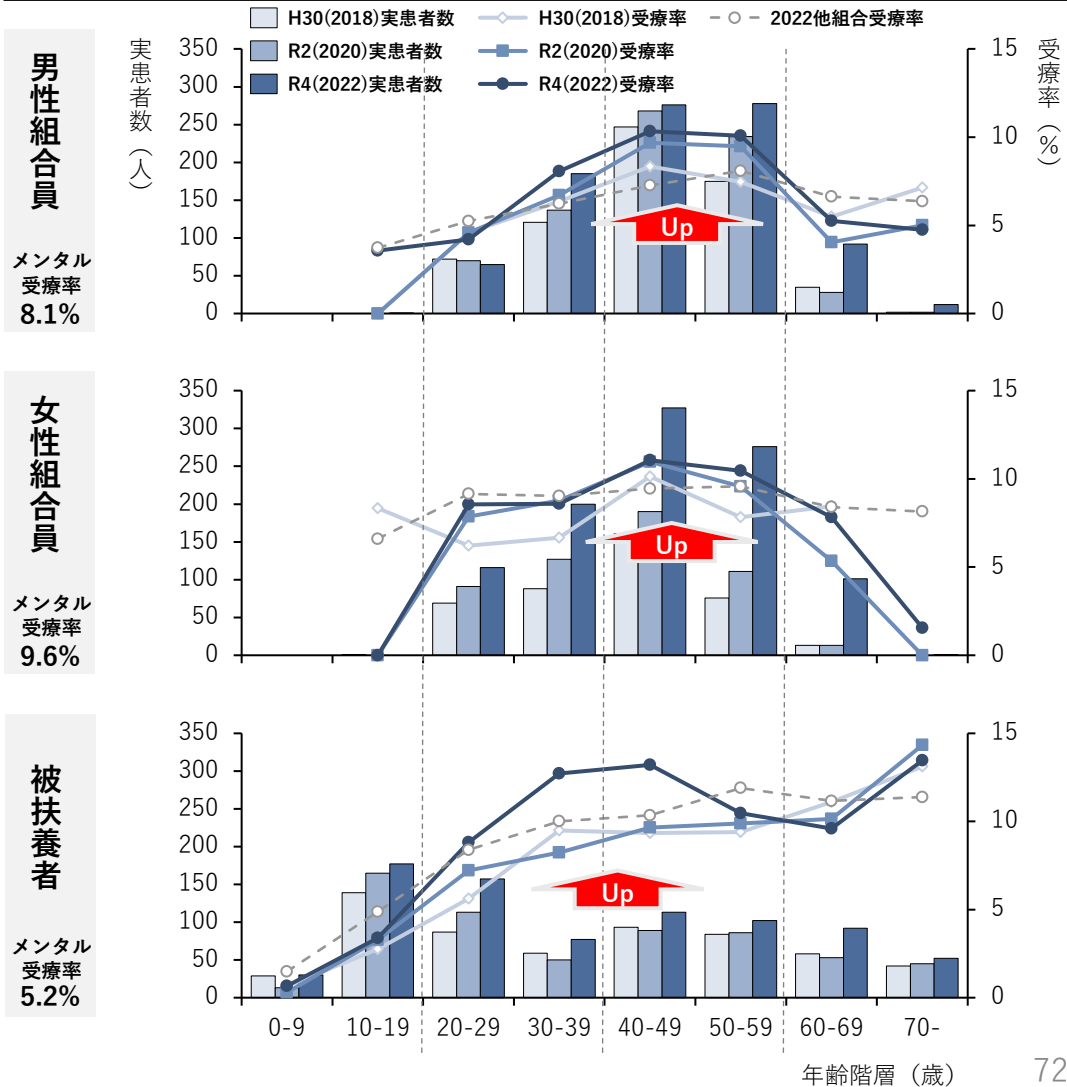 H30(2018)実患者数 H30(2018)受療率 2022他組合受療率
R2(2020)実患者数 R2(2020)受療率
R4(2022)実患者数 R4(2022)受療率
男性組合員
メンタル
受療率
8.1%
実患者数（人）
350
300
250
200
150
100
50
0
Up
15
10
5
0
受療率（%）
女性組合員
メンタル
受療率
9.6%
350
300
250
200
150
100
50
0
Up
15
10
5
0
被扶養者
メンタル
受療率
5.2%
350
300
250
200
150
100
50
0
Up
15
10
5
0
0-9 10-19 20-29 30-39 40-49 50-59 60-69 70-
年齢階層（歳）
72